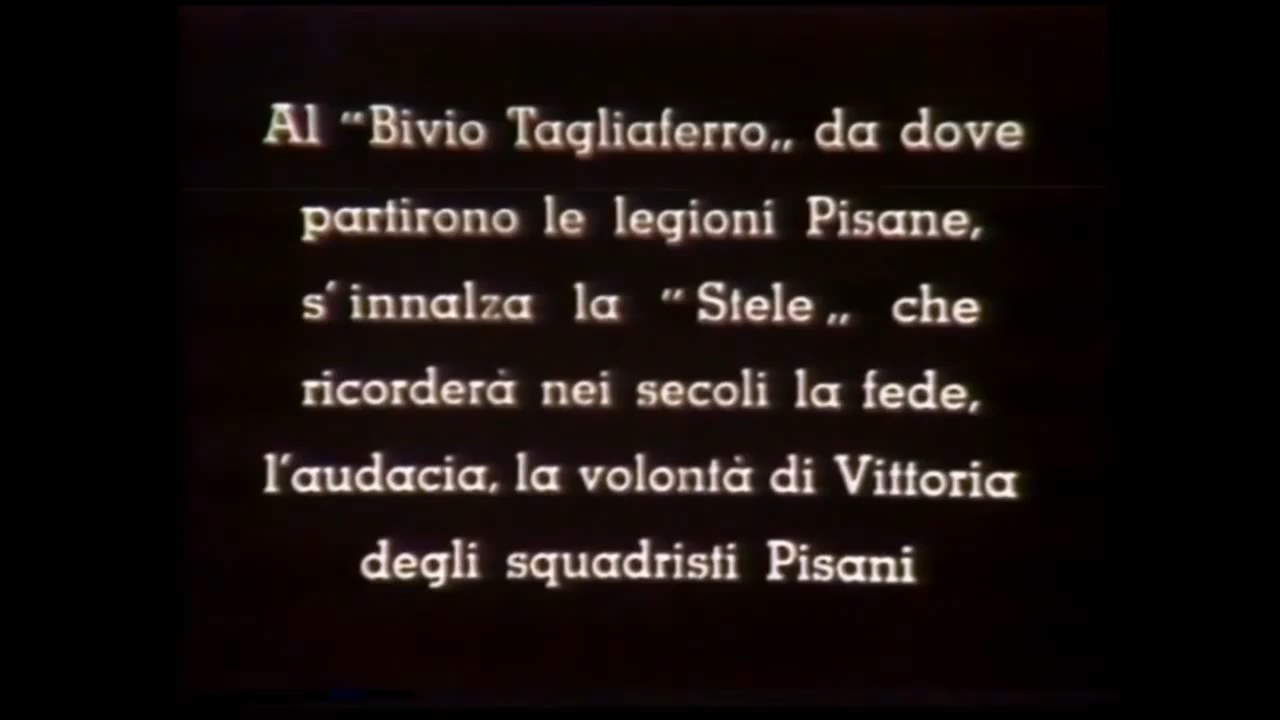 Al "Bivio Tagliaferro„ da dove
partirono le legioni Pisane,
s'innalza la "Stele„ che
ricorderà nei secoli la fede,
l'audacia, la volontà di Vittoria
degli squadristi Pisani